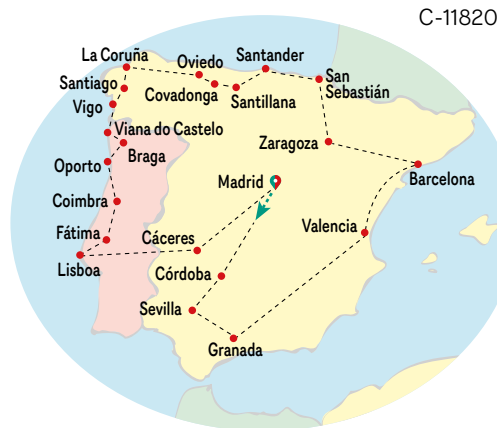 C-11820
La Coruña
Oviedo
Santander
Santiago
Covadonga
Santillana
San
Sebastián
Vigo
Viana do Castelo
Braga
Zaragoza
Oporto
Barcelona
Madrid
Coimbra
Fátima
Cáceres
Valencia
Lisboa
Córdoba
Sevilla
Granada